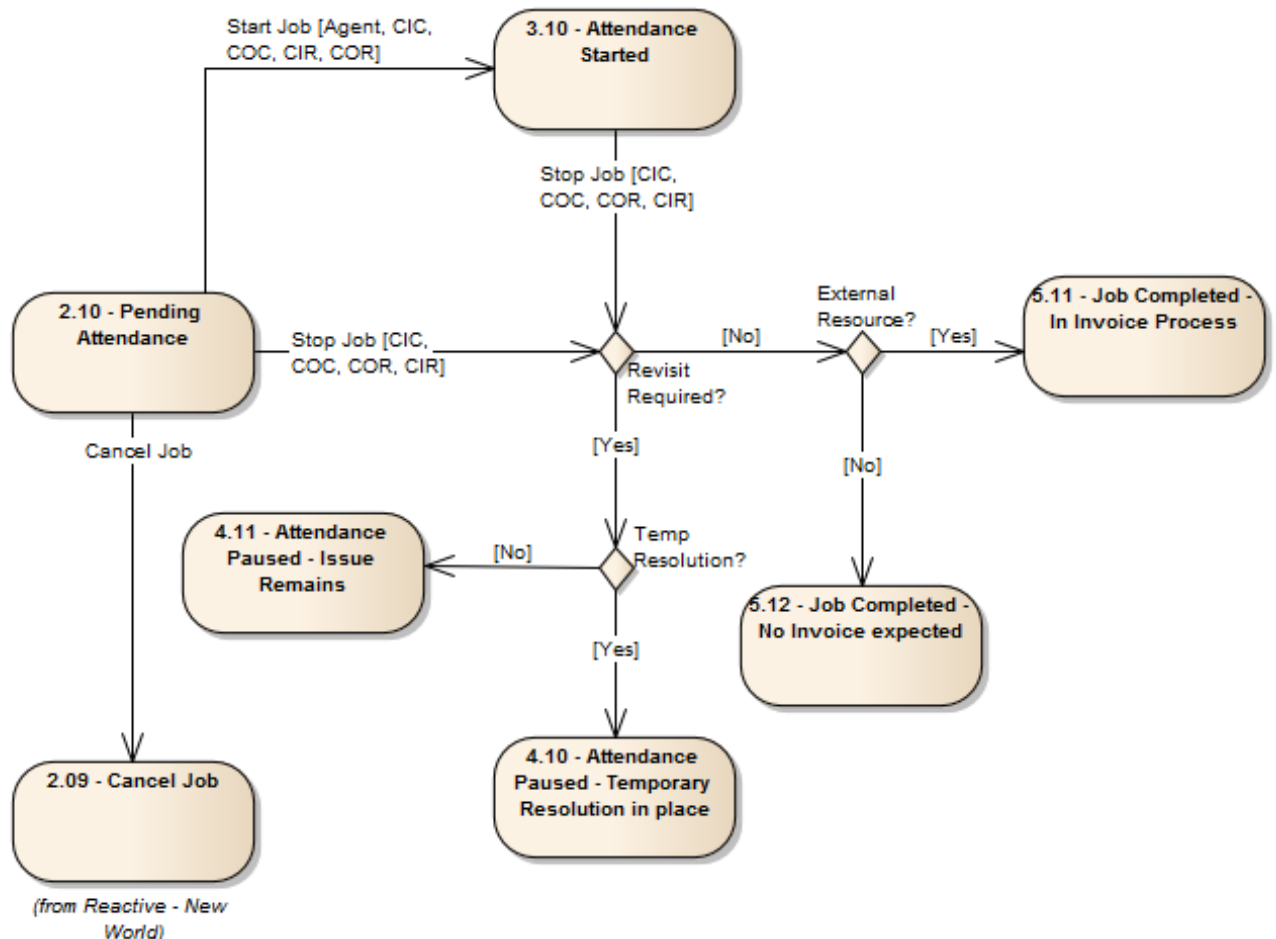 Start Job [Agent, CIC,
COC, CIR, COR]
3.10 - Attendance
Started
Stop Job [CIC,
COC, COR, CIR]
2.10 - Pending
Attendance
Stop Job [CIC,
COC, COR, CIR]
Revisit
Required?
[No]
External
Resource?
[Yes]
5.11 - Job Completed -
In Invoice Process
Cancel Job
[Yes]
[No]
4.11 - Attendance
Paused - Issue
Remains
[No]
Temp
Resolution?
5.12 - Job Completed -
No Invoice expected
[Yes]
4.10 - Attendance
Paused - Temporary
Resolution in place
2.09 - Cancel Job
(from Reactive - New
World)